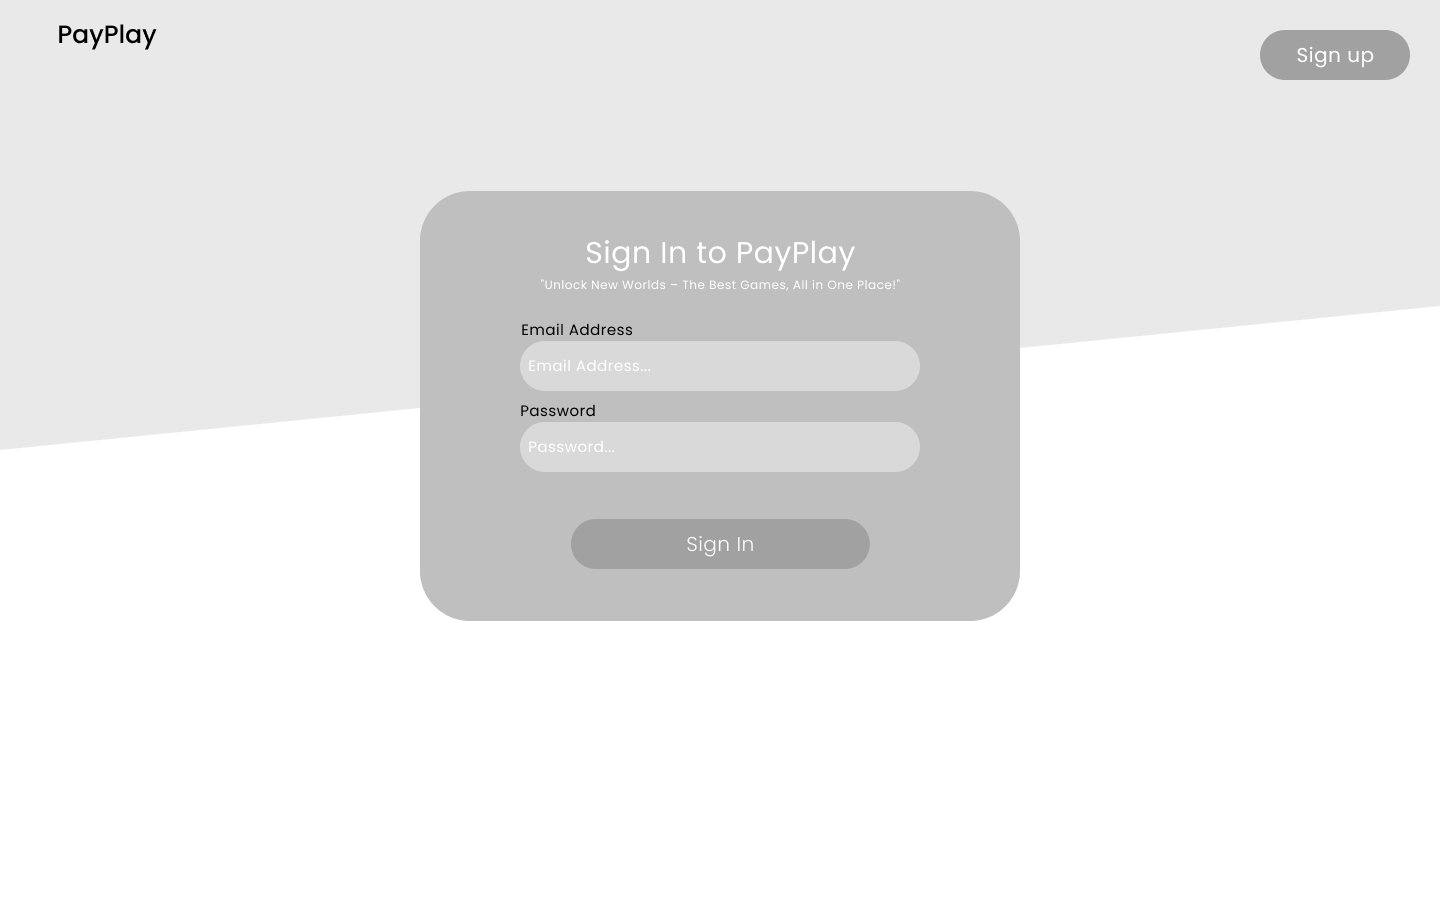 PayPlay
Sign up
Sign In to PayPlay
"Unlock New Worlds – The Best Games, All in One Place!"
Email Address
Email Address...
Password
Password...
Sign In